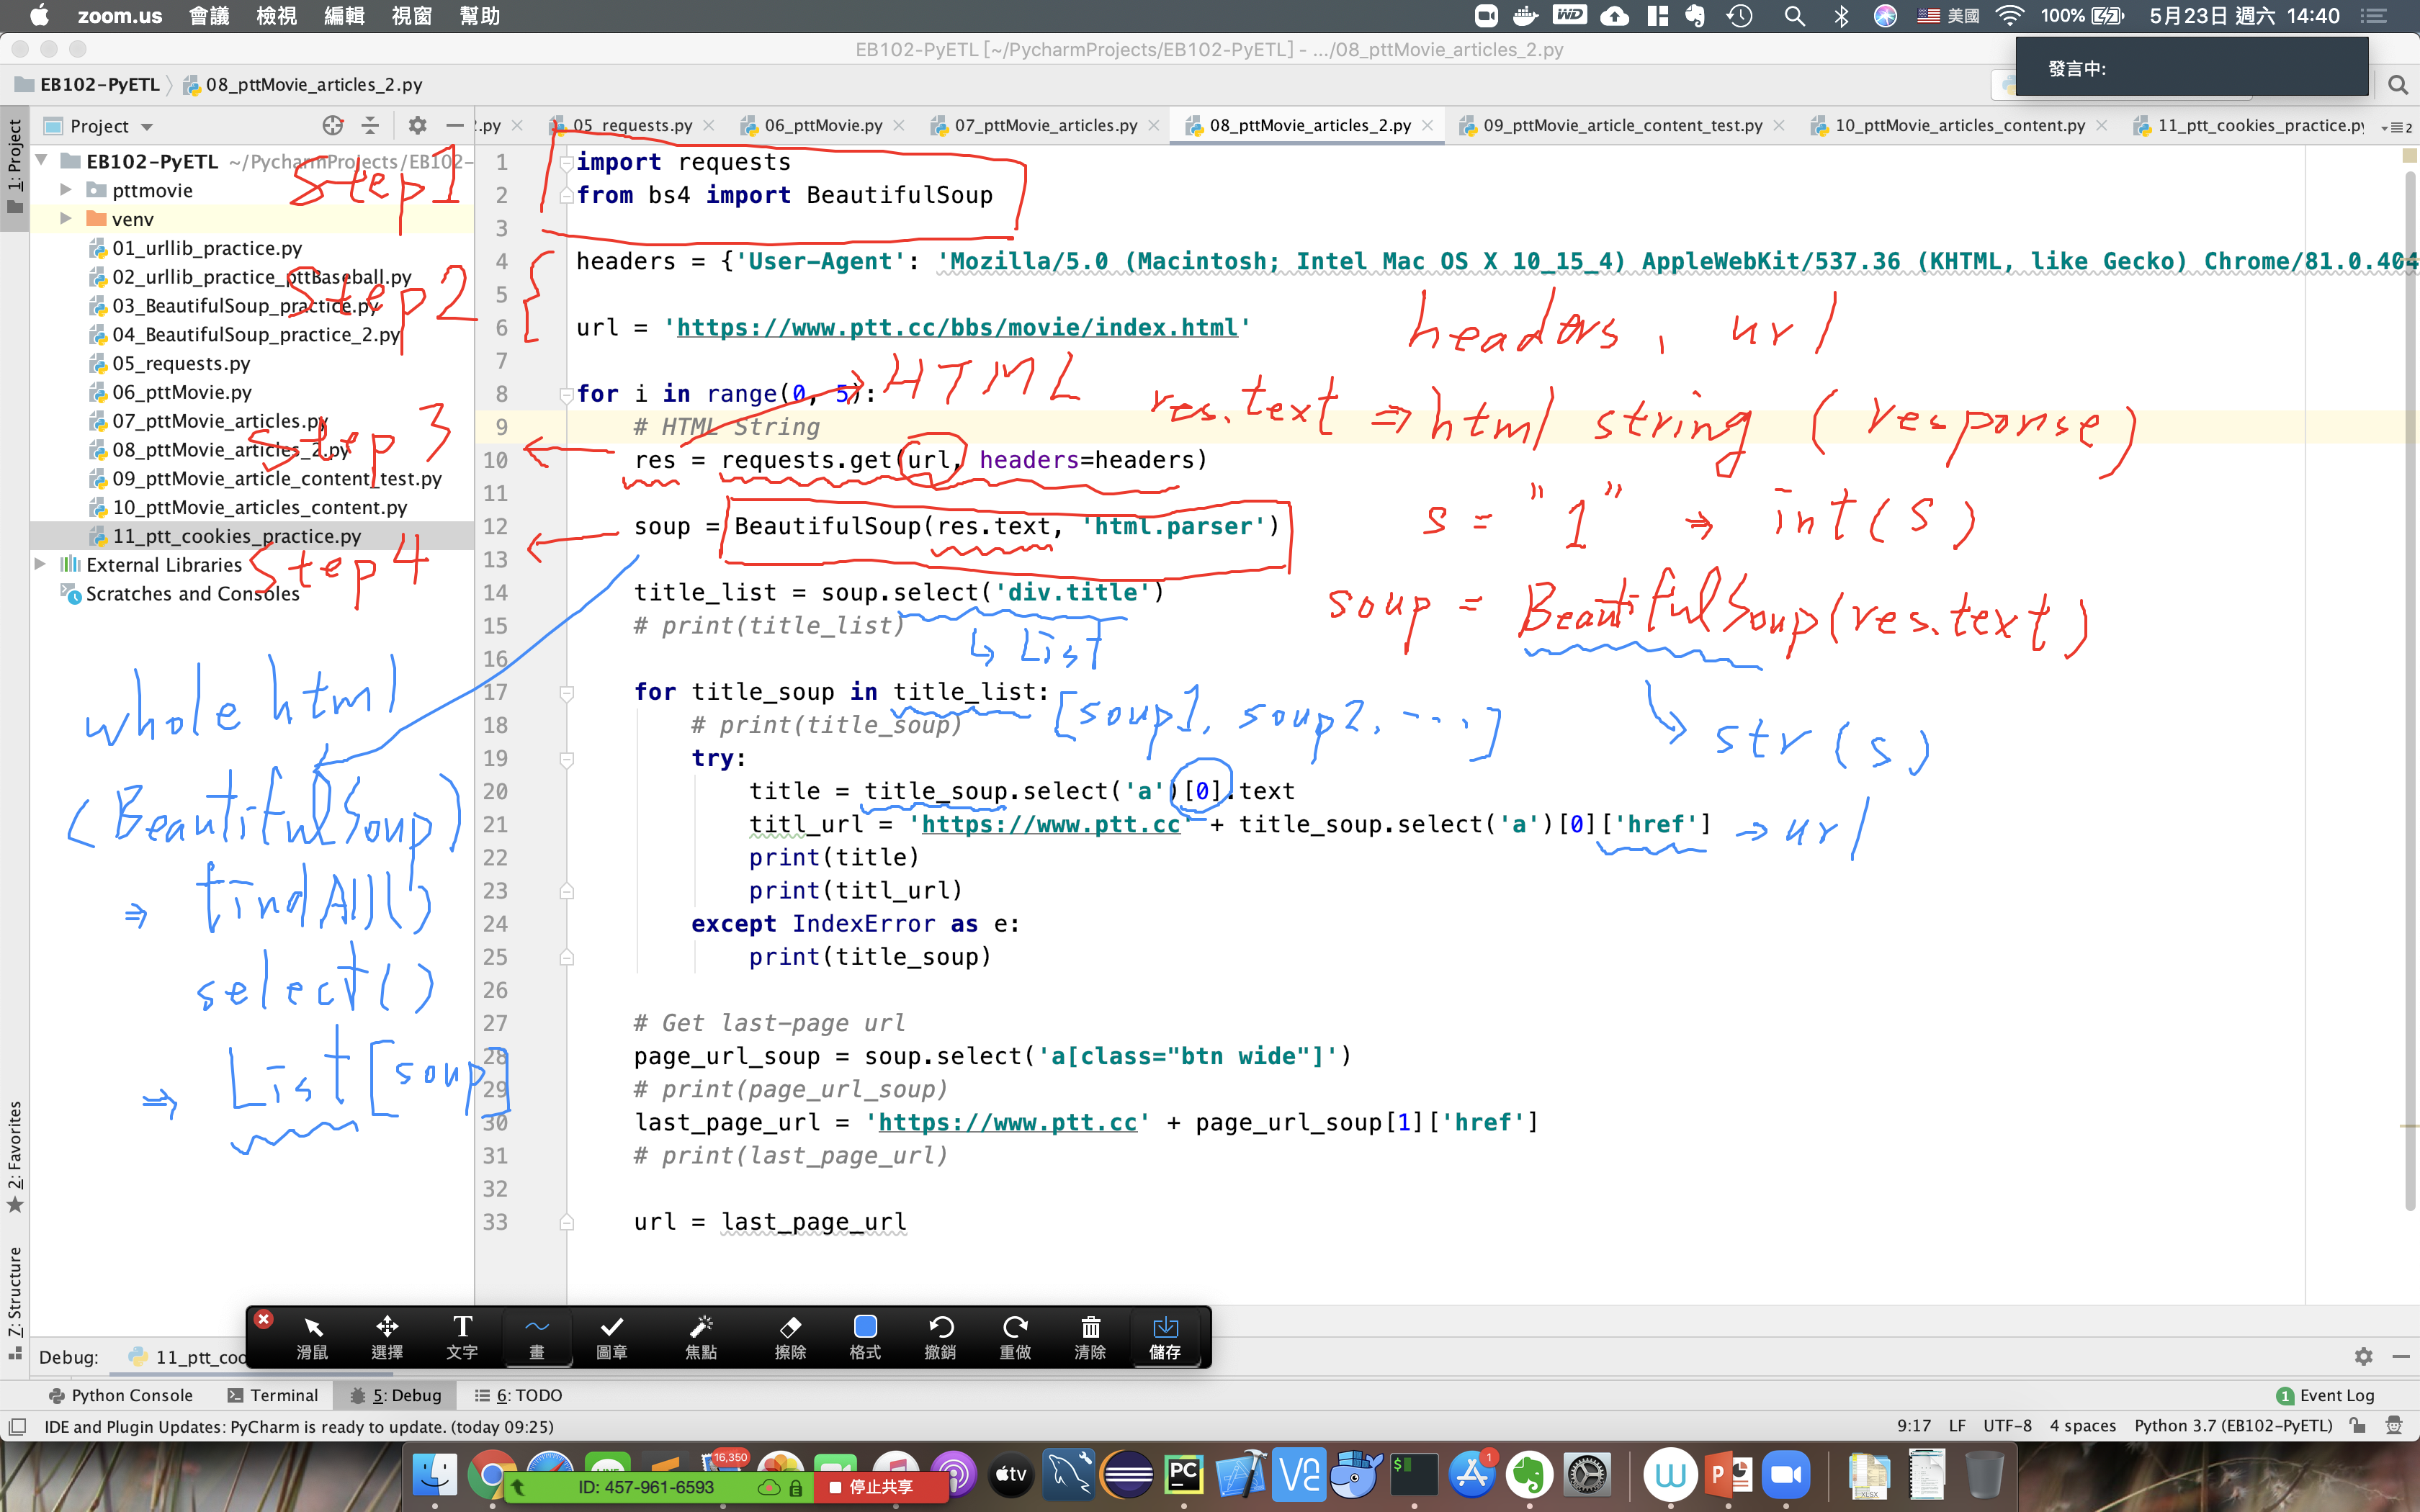 zoom.us 會議 檢視 編輯 視窗 幫助 美國 100% 5月23日 週六 14:40
EB102-PyETL [~/PycharmProjects/EB102-PyETL] - .../08_pttMovie_articles_2.py
發言中:
EB102-PyETL 08_pttMovie_articles_2.py
Project
.py 05_requests.py 06_pttMovie.py 07_pttMovie_articles.py 08_pttMovie_articles_2.py 09_pttMovie_article_content_test.py 10_pttMovie_articles_content.py 11_ptt_cookies_practice.py 2
1: Project
EB102-PyETL ~/PycharmProjects/EB102-
pttmovie
venv
01_urllib_practice.py
02_urllib_practice_pttBaseball.py
03_BeautifulSoup_practice.py
04_BeautifulSoup_practice_2.py
05_requests.py
06_pttMovie.py
07_pttMovie_articles.py
08_pttMovie_articles_2.py
09_pttMovie_article_content_test.py
10_pttMovie_articles_content.py
11_ptt_cookies_practice.py
External Libraries
Scratches and Consoles
step1
step2
step3
step4
whole html
(BeautifulSoup)
⇒ findAll()
select()
⇒ List[soup]
1 import requests
2 from bs4 import BeautifulSoup
3
4 headers = {'User-Agent': 'Mozilla/5.0 (Macintosh; Intel Mac OS X 10_15_4) AppleWebKit/537.36 (KHTML, like Gecko) Chrome/81.0.404
5
6 url = 'https://www.ptt.cc/bbs/movie/index.html'
7
8 for i in range(0, 5):
9 # HTML String
10 res = requests.get(url, headers=headers)
11
12 soup = BeautifulSoup(res.text, 'html.parser')
13
14 title_list = soup.select('div.title')
15 # print(title_list)
16
17 for title_soup in title_list:
18 # print(title_soup)
19 try:
20 title = title_soup.select('a')[0].text
21 titl_url = 'https://www.ptt.cc' + title_soup.select('a')[0]['href']
22 print(title)
23 print(titl_url)
24 except IndexError as e:
25 print(title_soup)
26
27 # Get last-page url
28 page_url_soup = soup.select('a[class="btn wide"]')
29 # print(page_url_soup)
30 last_page_url = 'https://www.ptt.cc' + page_url_soup[1]['href']
31 # print(last_page_url)
32
33 url = last_page_url
headers, url
HTML
res.text ⇒ html string (response)
s = "1" ⇒ int(s)
soup = BeautifulSoup(res.text)
↳ List
[soup1, soup2, ...]
str(s)
→ url
2: Favorites
7: Structure
滑鼠 選擇 文字 畫 圖章 焦點 擦除 格式 撤銷 重做 清除 儲存
Debug: 11_ptt_coo
Python Console Terminal 5: Debug 6: TODO 1 Event Log
IDE and Plugin Updates: PyCharm is ready to update. (today 09:25) 9:17 LF UTF-8 4 spaces Python 3.7 (EB102-PyETL)
16,350 tv PC 1
ID: 457-961-6593 停止共享